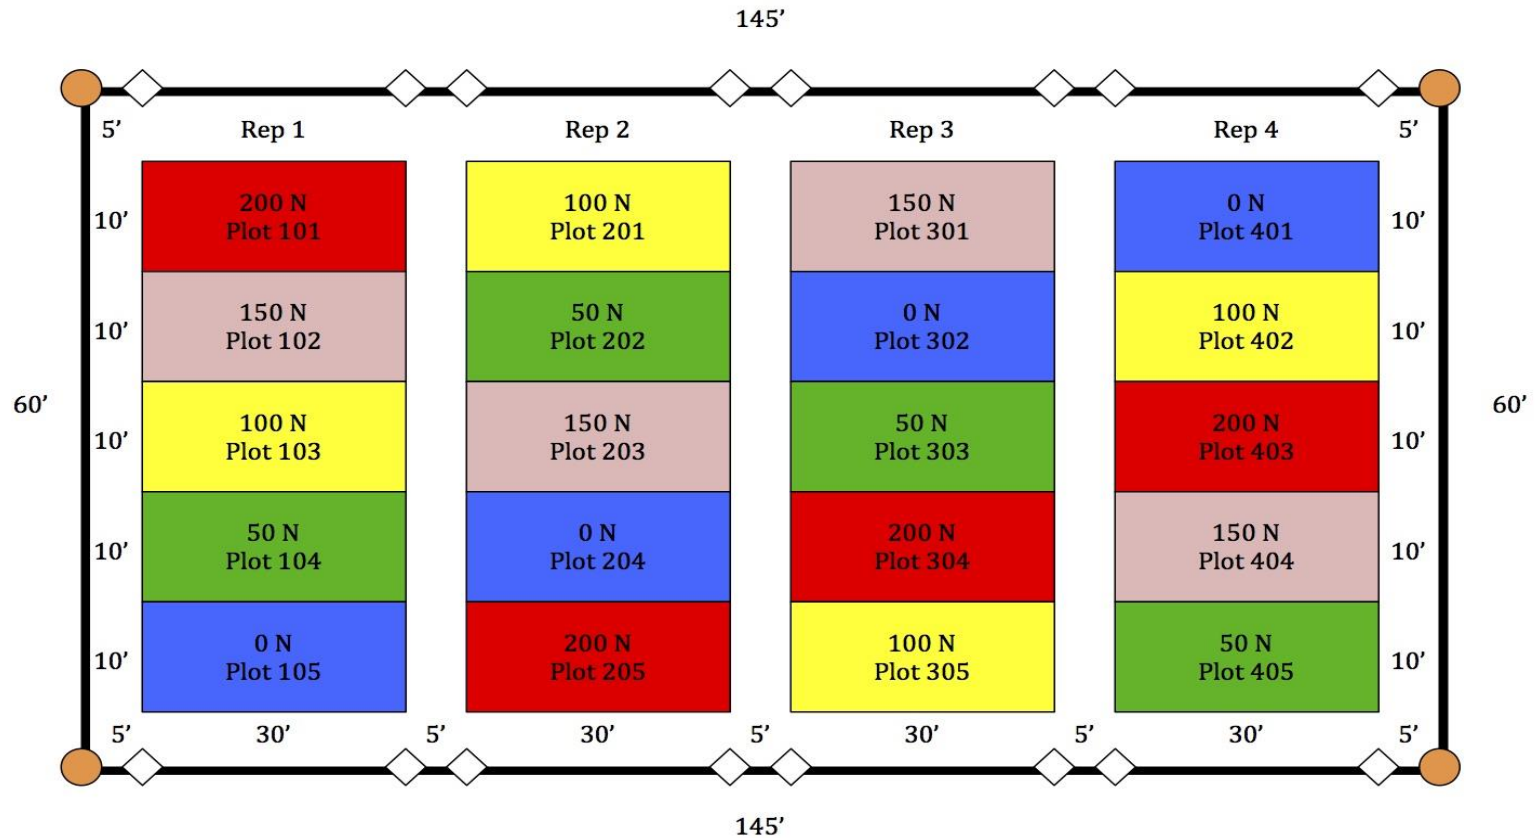 145’
5’ Rep 1 Rep 2 Rep 3 Rep 4 5’
200 N 100 N 150 N 0 N
10’ Plot 101 Plot 201 Plot 301 Plot 401 10’
150 N 50 N 0 N 100 N
10’ Plot 102 Plot 202 Plot 302 Plot 402 10’
60’ 60’
100 N 150 N 50 N 200 N
10’ Plot 103 Plot 203 Plot 303 Plot 403 10’
50 N 0 N 200 N 150 N
10’ Plot 104 Plot 204 Plot 304 Plot 404 10’
0 N 200 N 100 N 50 N
10’ Plot 105 Plot 205 Plot 305 Plot 405 10’
5’ 30’ 5’ 30’ 5’ 30’ 5’ 30’ 5’
145’